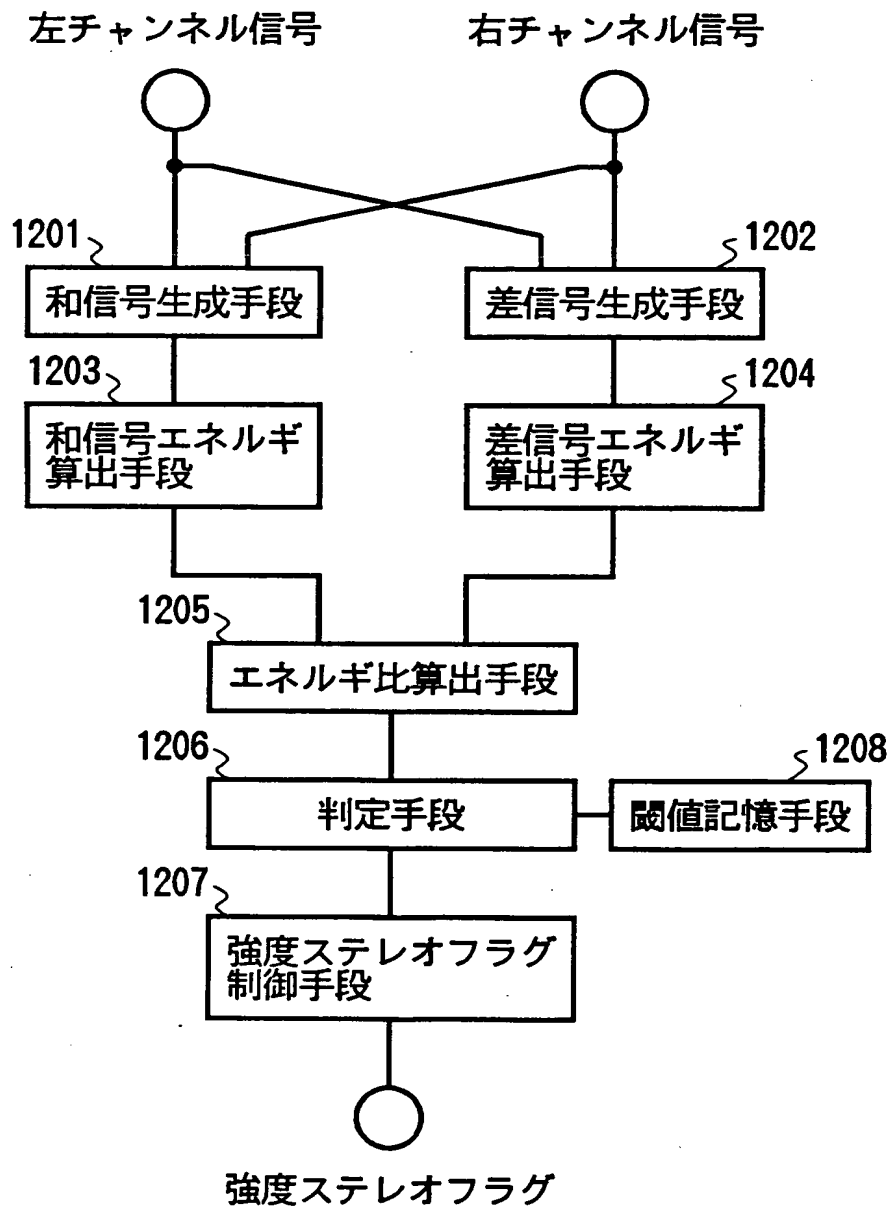 左チャンネル信号
右チャンネル信号
1201
1202
和信号生成手段
差信号生成手段
1203
1204
和信号エネルギ
算出手段
差信号エネルギ
算出手段
1205
エネルギ比算出手段
1206
1208
判定手段
閾値記憶手段
1207
強度ステレオフラグ
制御手段
強度ステレオフラグ